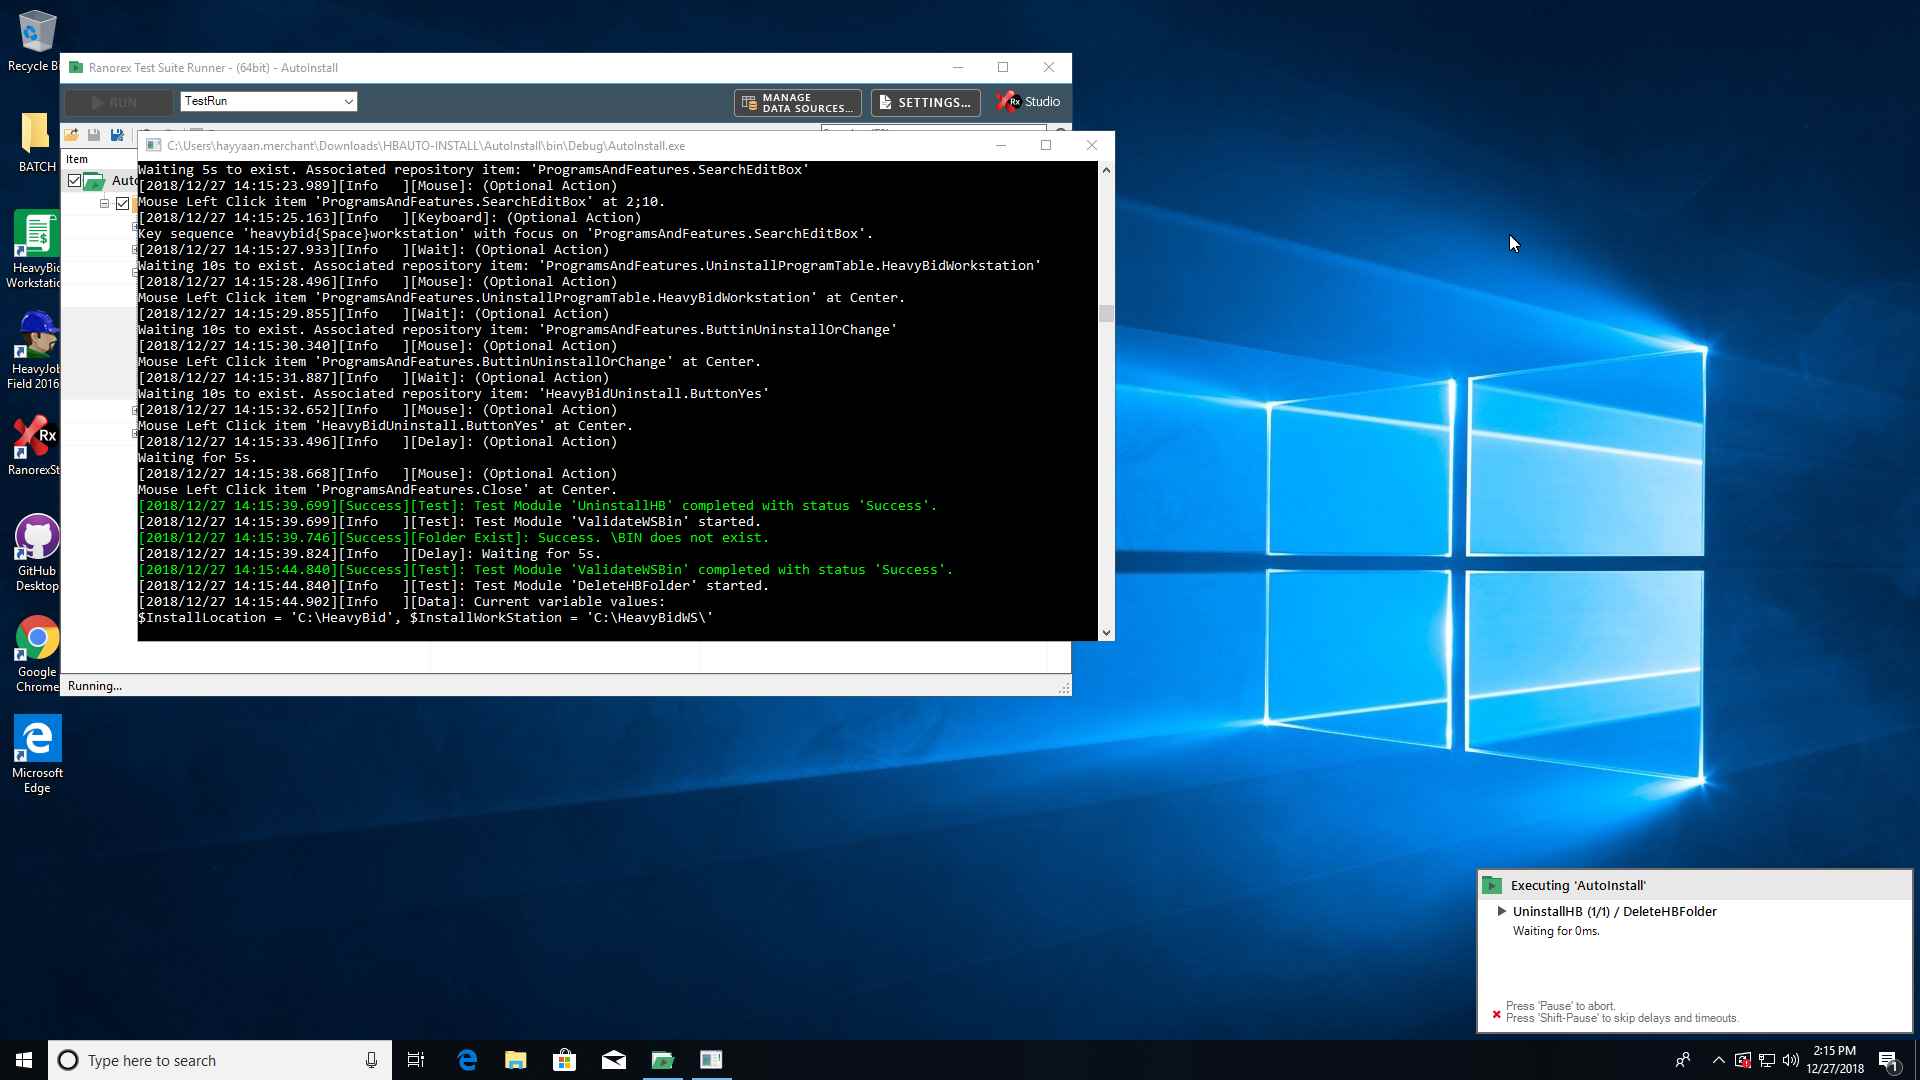 Recycle Bi
BATCH
HeavyBid
Workstatio
HeavyJob
Field 2016
RanorexSt
GitHub
Desktop
Google
Chrome
Microsoft
Edge
Ranorex Test Suite Runner - (64bit) - AutoInstall
RUN
TestRun
MANAGE
DATA SOURCES...
SETTINGS...
Rx Studio
Item
Auto
C:\Users\hayyaan.merchant\Downloads\HBAUTO-INSTALL\AutoInstall\bin\Debug\AutoInstall.exe
Waiting 5s to exist. Associated repository item: 'ProgramsAndFeatures.SearchEditBox'
[2018/12/27 14:15:23.989][Info   ][Mouse]: (Optional Action)
Mouse Left Click item 'ProgramsAndFeatures.SearchEditBox' at 2;10.
[2018/12/27 14:15:25.163][Info   ][Keyboard]: (Optional Action)
Key sequence 'heavybid{Space}workstation' with focus on 'ProgramsAndFeatures.SearchEditBox'.
[2018/12/27 14:15:27.933][Info   ][Wait]: (Optional Action)
Waiting 10s to exist. Associated repository item: 'ProgramsAndFeatures.UninstallProgramTable.HeavyBidWorkstation'
[2018/12/27 14:15:28.496][Info   ][Mouse]: (Optional Action)
Mouse Left Click item 'ProgramsAndFeatures.UninstallProgramTable.HeavyBidWorkstation' at Center.
[2018/12/27 14:15:29.855][Info   ][Wait]: (Optional Action)
Waiting 10s to exist. Associated repository item: 'ProgramsAndFeatures.ButtinUninstallOrChange'
[2018/12/27 14:15:30.340][Info   ][Mouse]: (Optional Action)
Mouse Left Click item 'ProgramsAndFeatures.ButtinUninstallOrChange' at Center.
[2018/12/27 14:15:31.887][Info   ][Wait]: (Optional Action)
Waiting 10s to exist. Associated repository item: 'HeavyBidUninstall.ButtonYes'
[2018/12/27 14:15:32.652][Info   ][Mouse]: (Optional Action)
Mouse Left Click item 'HeavyBidUninstall.ButtonYes' at Center.
[2018/12/27 14:15:33.496][Info   ][Delay]: (Optional Action)
Waiting for 5s.
[2018/12/27 14:15:38.668][Info   ][Mouse]: (Optional Action)
Mouse Left Click item 'ProgramsAndFeatures.Close' at Center.
[2018/12/27 14:15:39.699][Success][Test]: Test Module 'UninstallHB' completed with status 'Success'.
[2018/12/27 14:15:39.699][Info   ][Test]: Test Module 'ValidateWSBin' started.
[2018/12/27 14:15:39.746][Success][Folder Exist]: Success. \BIN does not exist.
[2018/12/27 14:15:39.824][Info   ][Delay]: Waiting for 5s.
[2018/12/27 14:15:44.840][Success][Test]: Test Module 'ValidateWSBin' completed with status 'Success'.
[2018/12/27 14:15:44.840][Info   ][Test]: Test Module 'DeleteHBFolder' started.
[2018/12/27 14:15:44.902][Info   ][Data]: Current variable values:
$InstallLocation = 'C:\HeavyBid', $InstallWorkStation = 'C:\HeavyBidWS\'
Running...
Executing 'AutoInstall'
UninstallHB (1/1) / DeleteHBFolder
Waiting for 0ms.
Press 'Pause' to abort.
Press 'Shift-Pause' to skip delays and timeouts.
Type here to search
2:15 PM
12/27/2018
1